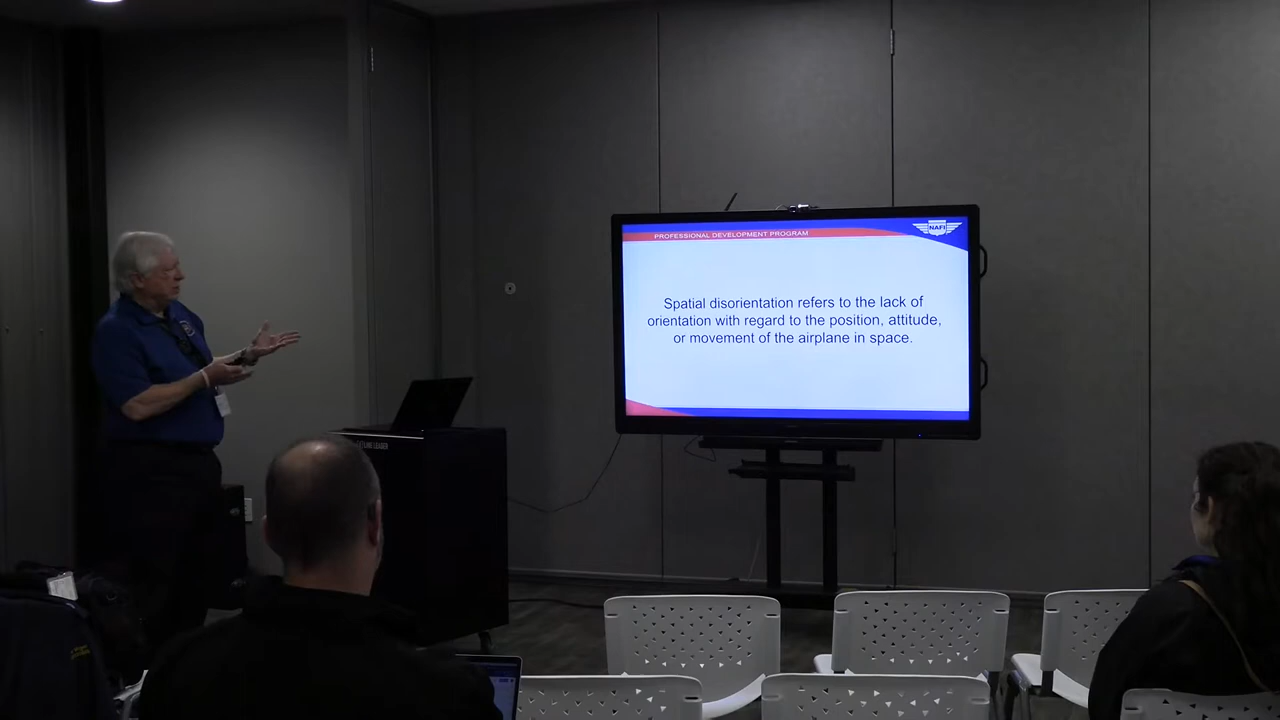 PROFESSIONAL DEVELOPMENT PROGRAM
NAFI
Spatial disorientation refers to the lack of
orientation with regard to the position, attitude,
or movement of the airplane in space.